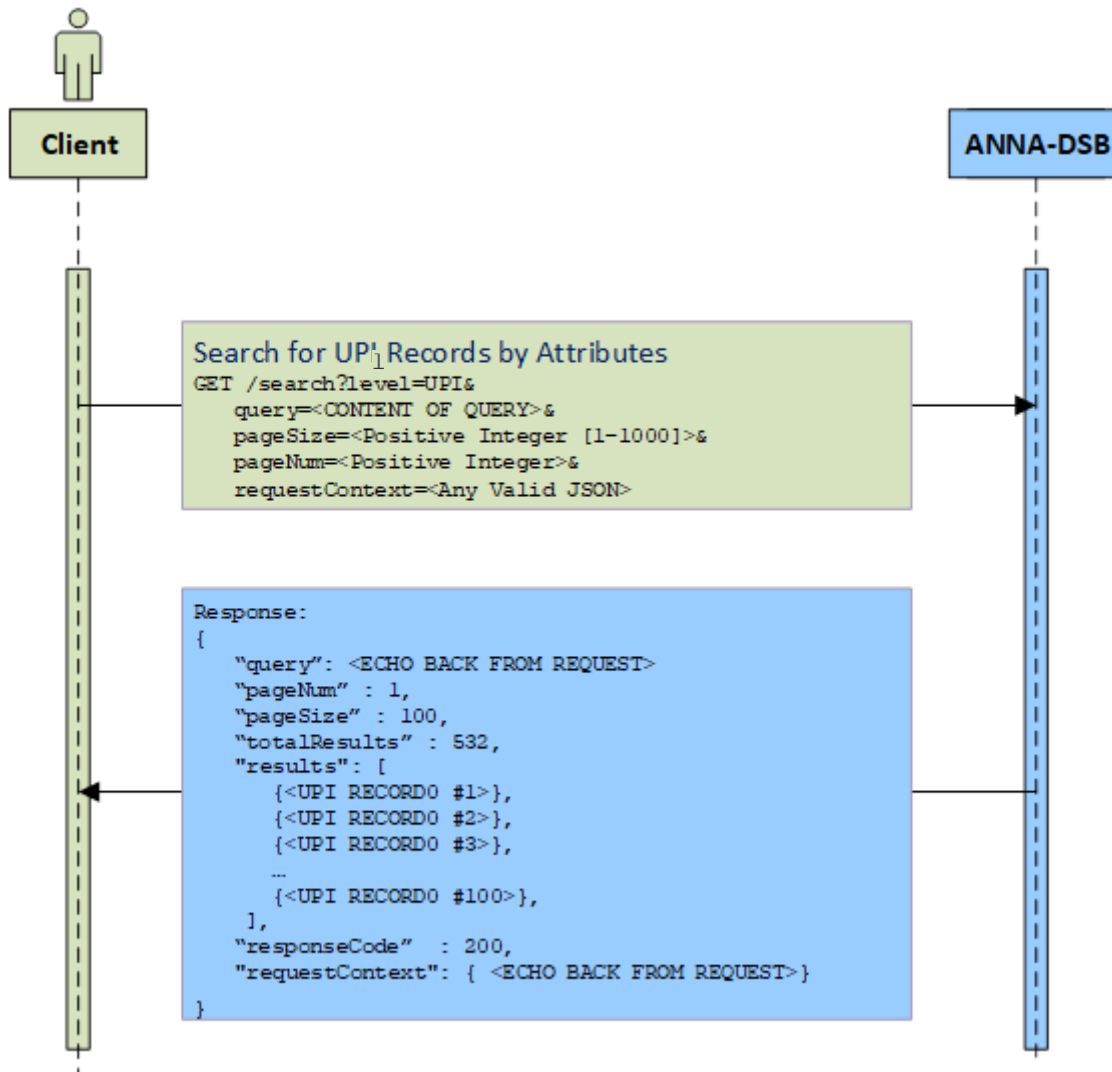 Client
ANNA-DSB
Search for UPI Records by Attributes
GET /search?level=UPI&
query=<CONTENT OF QUERY>&
pageSize=<Positive Integer [1-1000]>&
pageNum=<Positive Integer>&
requestContext=<Any Valid JSON>
Response:
{
“query”: <ECHO BACK FROM REQUEST>
“pageNum” : 1,
“pageSize” : 100,
“totalResults” : 532,
"results": [
{<UPI RECORD0 #1>},
{<UPI RECORD0 #2>},
{<UPI RECORD0 #3>},
…
{<UPI RECORD0 #100>},
],
“responseCode” : 200,
"requestContext": { <ECHO BACK FROM REQUEST>}
}